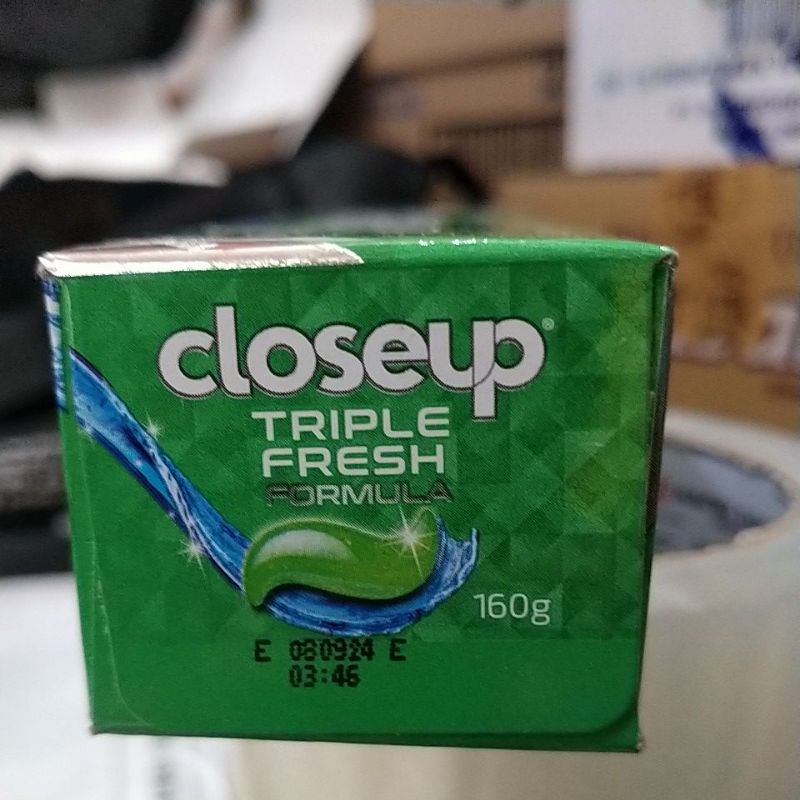 closeup®
TRIPLE
FRESH
FORMULA
160g
E 080924 E
03:46